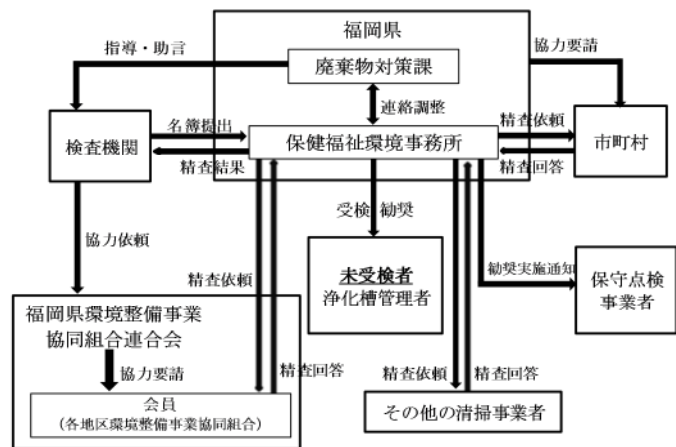 福岡県
指導・助言
協力要請
廃棄物対策課
連絡調整
名簿提出
精査依頼
検査機関
保健福祉環境事務所
市町村
精査結果
精査回答
受検 勧奨
協力依頼
精査依頼
未受検者
浄化槽管理者
勧奨実施通知
保守点検
事業者
福岡県環境整備事業
協同組合連合会
協力要請
精査回答
精査依頼
精査回答
会員
(各地区環境整備事業協同組合)
その他の清掃事業者